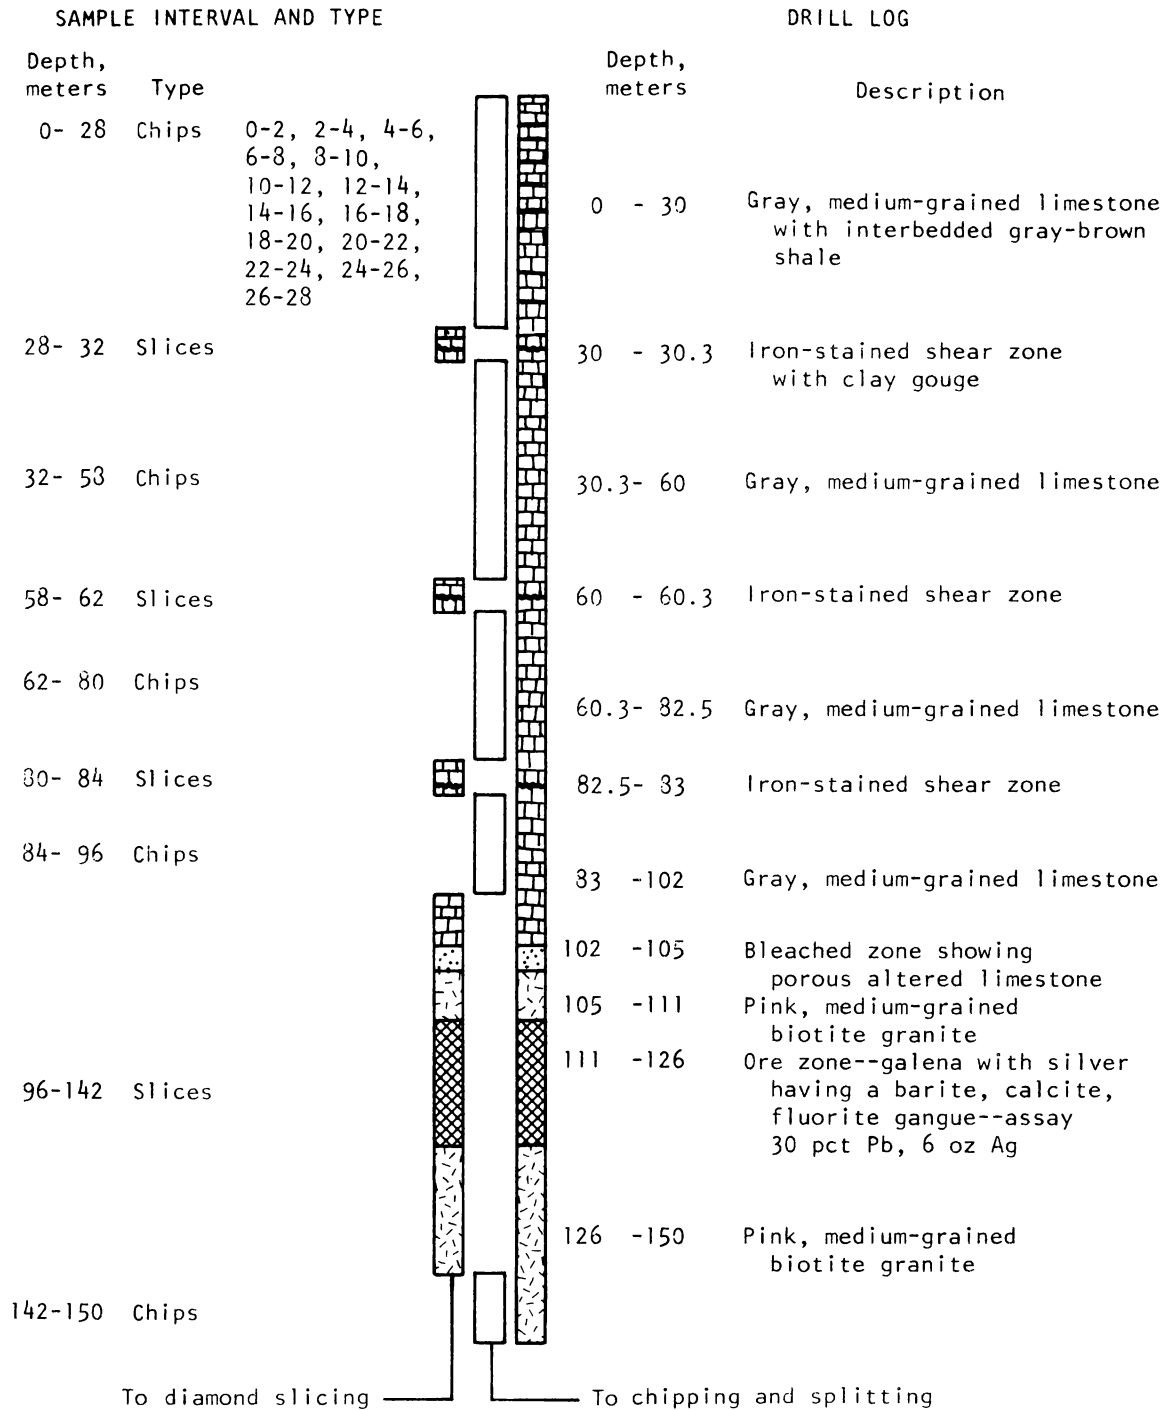 SAMPLE INTERVAL AND TYPE
Depth, meters Type
0- 28 Chips 0-2, 2-4, 4-6,
6-8, 8-10,
10-12, 12-14,
14-16, 16-18,
18-20, 20-22,
22-24, 24-26,
26-28
28- 32 Slices
32- 58 Chips
58- 62 Slices
62- 80 Chips
80- 84 Slices
84- 96 Chips
96-142 Slices
142-150 Chips
To diamond slicing
DRILL LOG
Depth, meters Description
0 - 30 Gray, medium-grained limestone
with interbedded gray-brown
shale
30 - 30.3 Iron-stained shear zone
with clay gouge
30.3- 60 Gray, medium-grained limestone
60 - 60.3 Iron-stained shear zone
60.3- 82.5 Gray, medium-grained limestone
82.5- 83 Iron-stained shear zone
83 -102 Gray, medium-grained limestone
102 -105 Bleached zone showing
porous altered limestone
105 -111 Pink, medium-grained
biotite granite
111 -126 Ore zone--galena with silver
having a barite, calcite,
fluorite gangue--assay
30 pct Pb, 6 oz Ag
126 -150 Pink, medium-grained
biotite granite
To chipping and splitting